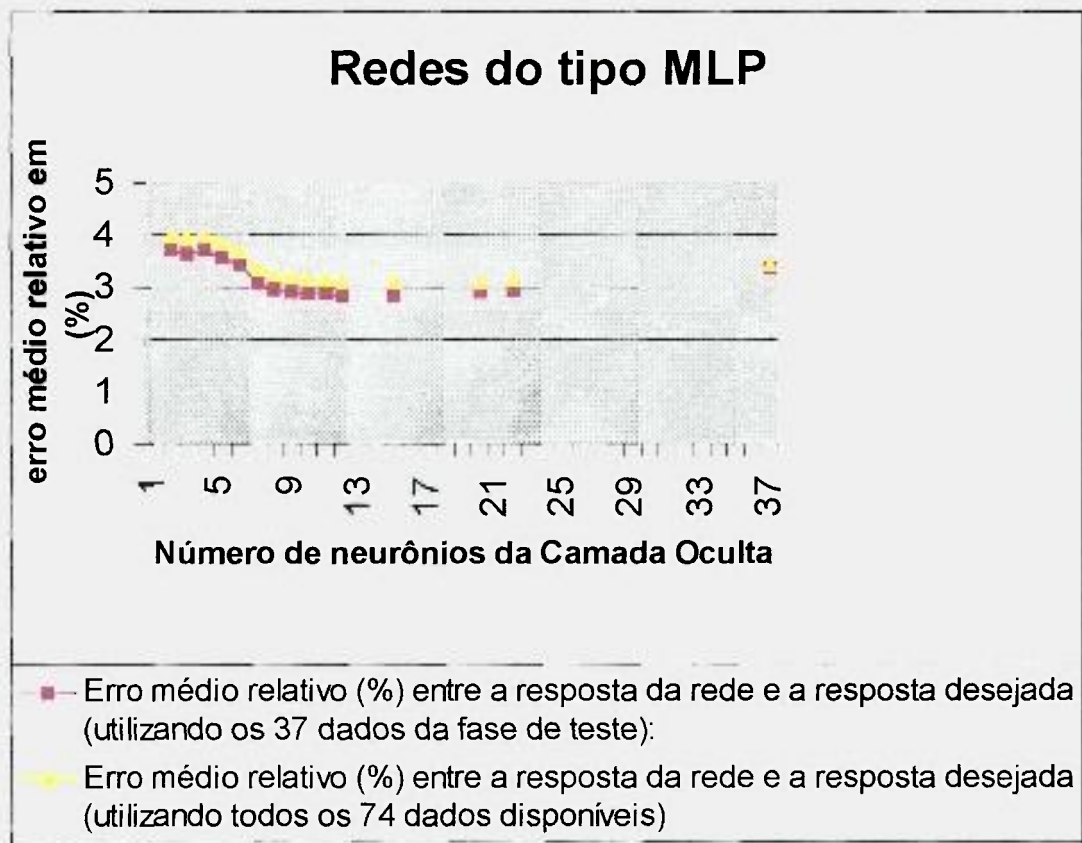 Redes do tipo MLP
erro médio relativo em
(%)
5
4
3
2
1
0
1
5
9
13
17
21
25
29
33
37
Número de neurônios da Camada Oculta
Erro médio relativo (%) entre a resposta da rede e a resposta desejada
(utilizando os 37 dados da fase de teste):
Erro médio relativo (%) entre a resposta da rede e a resposta desejada
(utilizando todos os 74 dados disponíveis)